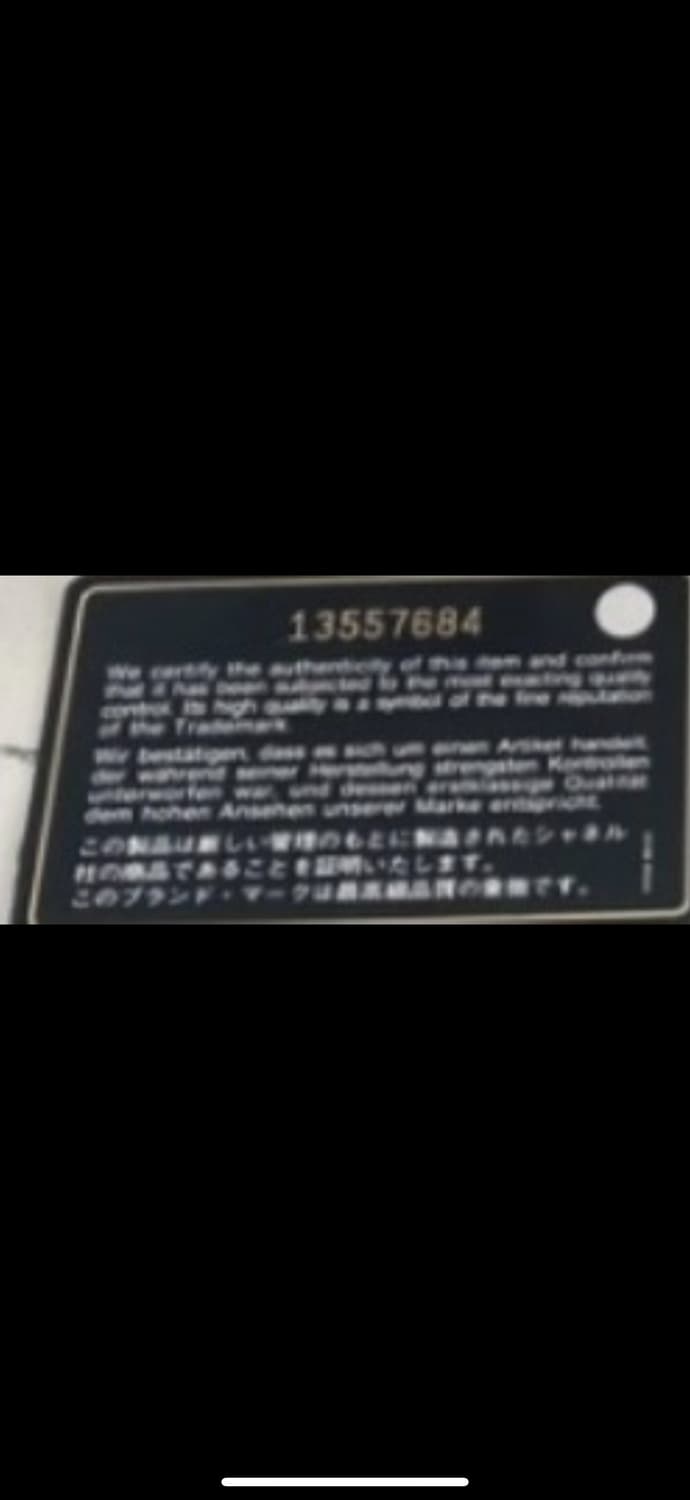 13557684
We certify the authenticity of this item and confirm
that it has been subjected to the most exacting quality
control. Its high quality is a symbol of the fine reputation
of the Trademark.
Wir bestätigen, dass es sich um einen Artikel handelt,
der während seiner Herstellung strengsten Kontrollen
unterworfen war, und dessen erstklassige Qualität
dem hohen Ansehen unserer Marke entspricht.
この製品は厳しい管理のもとに製造されたシャネル
社の商品であることを証明いたします。
このブランド・マークは最高級品質の象徴です。